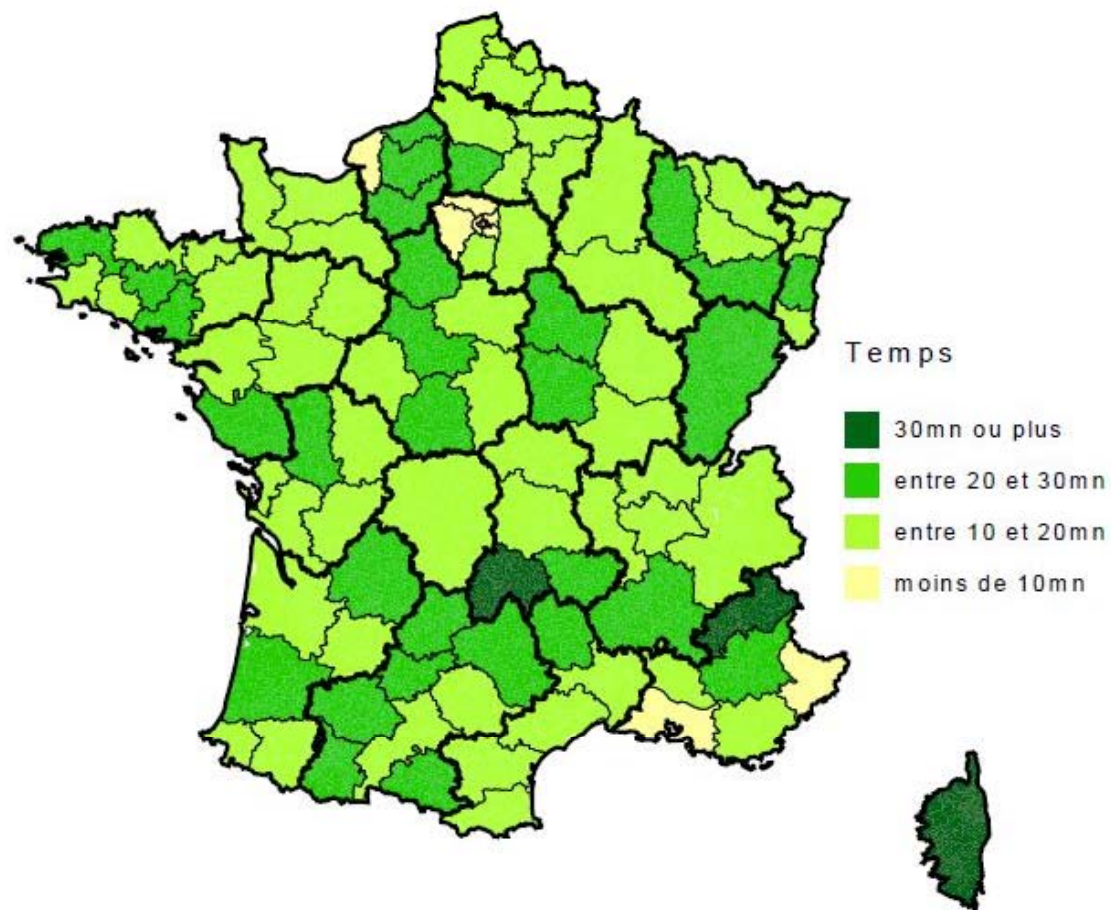 Temps
30mn ou plus
entre 20 et 30mn
entre 10 et 20mn
moins de 10mn